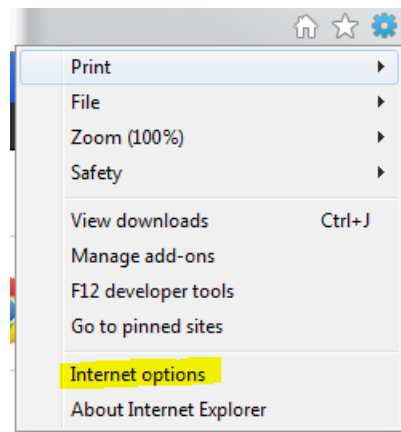 Print
File
Zoom (100%)
Safety
View downloads Ctrl+J
Manage add-ons
F12 developer tools
Go to pinned sites
Internet options
About Internet Explorer